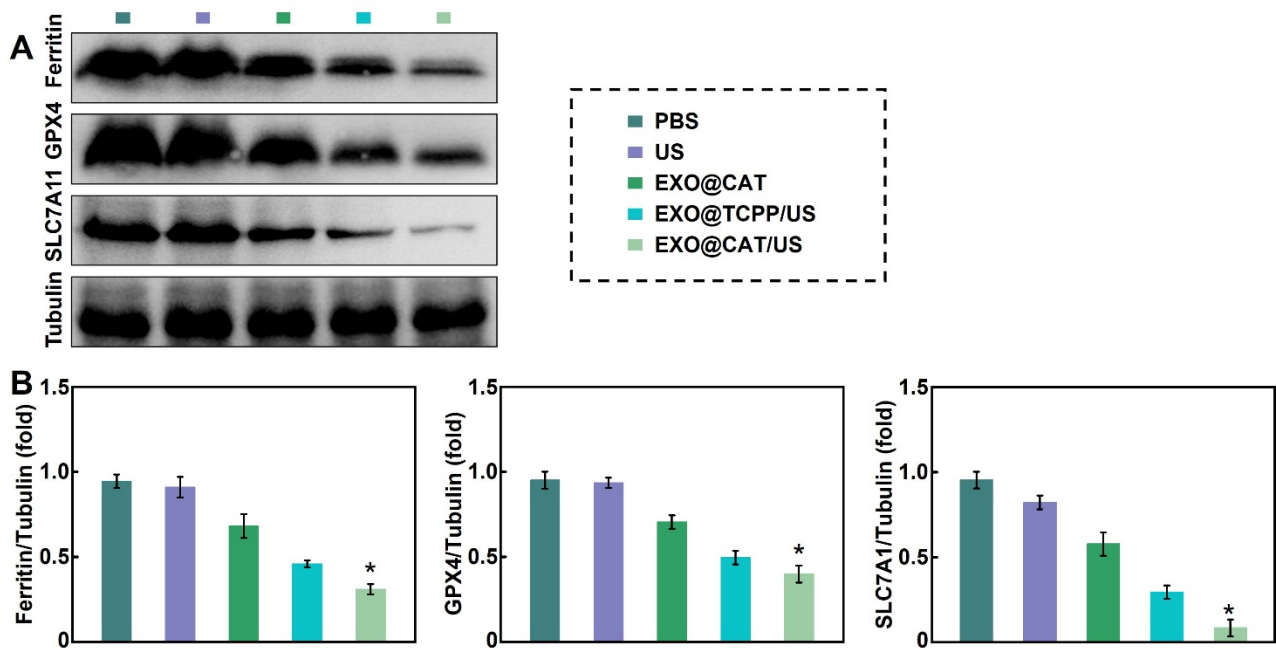 A
Ferritin
GPX4
SLC7A11
Tubulin
PBS
US
EXO@CAT
EXO@TCPP/US
EXO@CAT/US
B
Ferritin/Tubulin (fold)
1.5
1.0
0.5
0
*
GPX4/Tubulin (fold)
1.5
1.0
0.5
0
*
SLC7A1/Tubulin (fold)
1.5
1.0
0.5
0
*